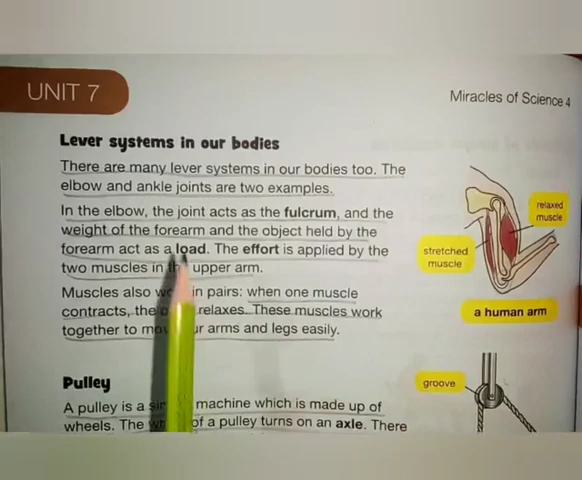 UNIT 7
Miracles of Science 4
Lever systems in our bodies
There are many lever systems in our bodies too. The
elbow and ankle joints are two examples.
In the elbow, the joint acts as the fulcrum, and the
weight of the forearm and the object held by the
forearm act as a load. The effort is applied by the
two muscles in the upper arm.
Muscles also in pairs: when one muscle
contracts, the relaxes. These muscles work
together to arms and legs easily.
relaxed
muscle
stretched
muscle
a human arm
Pulley
A pulley is a machine which is made up of
wheels. The of a pulley turns on an axle. There
groove